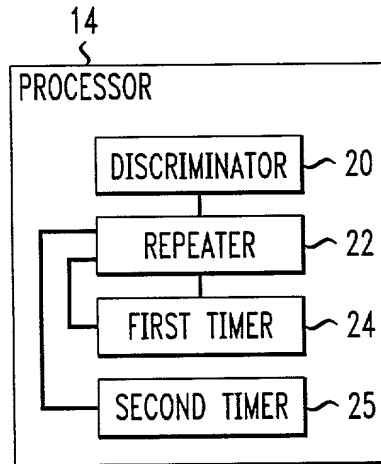 14
PROCESSOR
DISCRIMINATOR 20
REPEATER 22
FIRST TIMER 24
SECOND TIMER 25